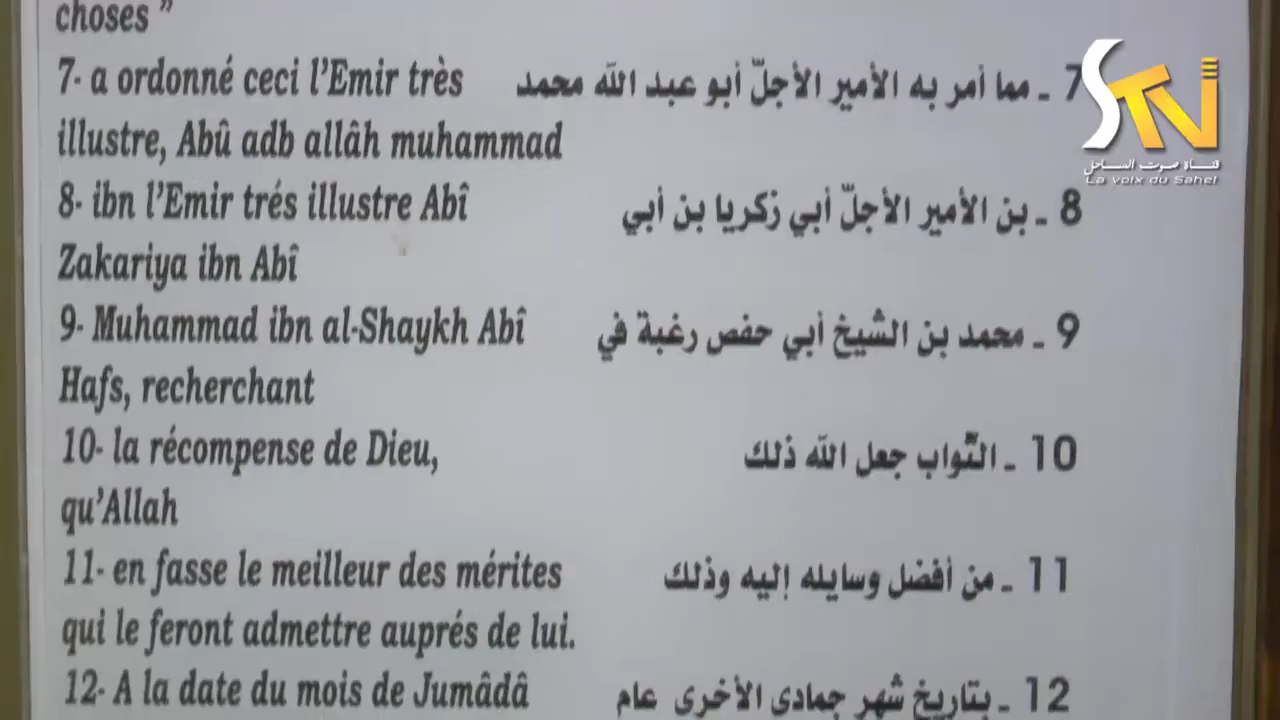 choses "
7- a ordonné ceci l'Emir très
illustre, Abû adb allâh muhammad
8- ibn l'Emir trés illustre Abî
Zakariya ibn Abî
9- Muhammad ibn al-Shaykh Abî
Hafs, recherchant
10- la récompense de Dieu,
qu'Allah
11- en fasse le meilleur des mérites
qui le feront admettre auprés de lui.
12- A la date du mois de Jumâdâ
7 ـ مما أمر به الأمير الأجلّ أبو عبد الله محمد
8 ـ بن الأمير الأجلّ أبي زكريا بن أبي
9 ـ محمد بن الشيخ أبي حفص رغبة في
10 ـ الثّواب جعل الله ذلك
11 ـ من أفضل وسايله إليه وذلك
12 ـ بتاريخ شهر جمادى الأخرى عام
STV
قناة صوت الساحل
La voix du Sahel